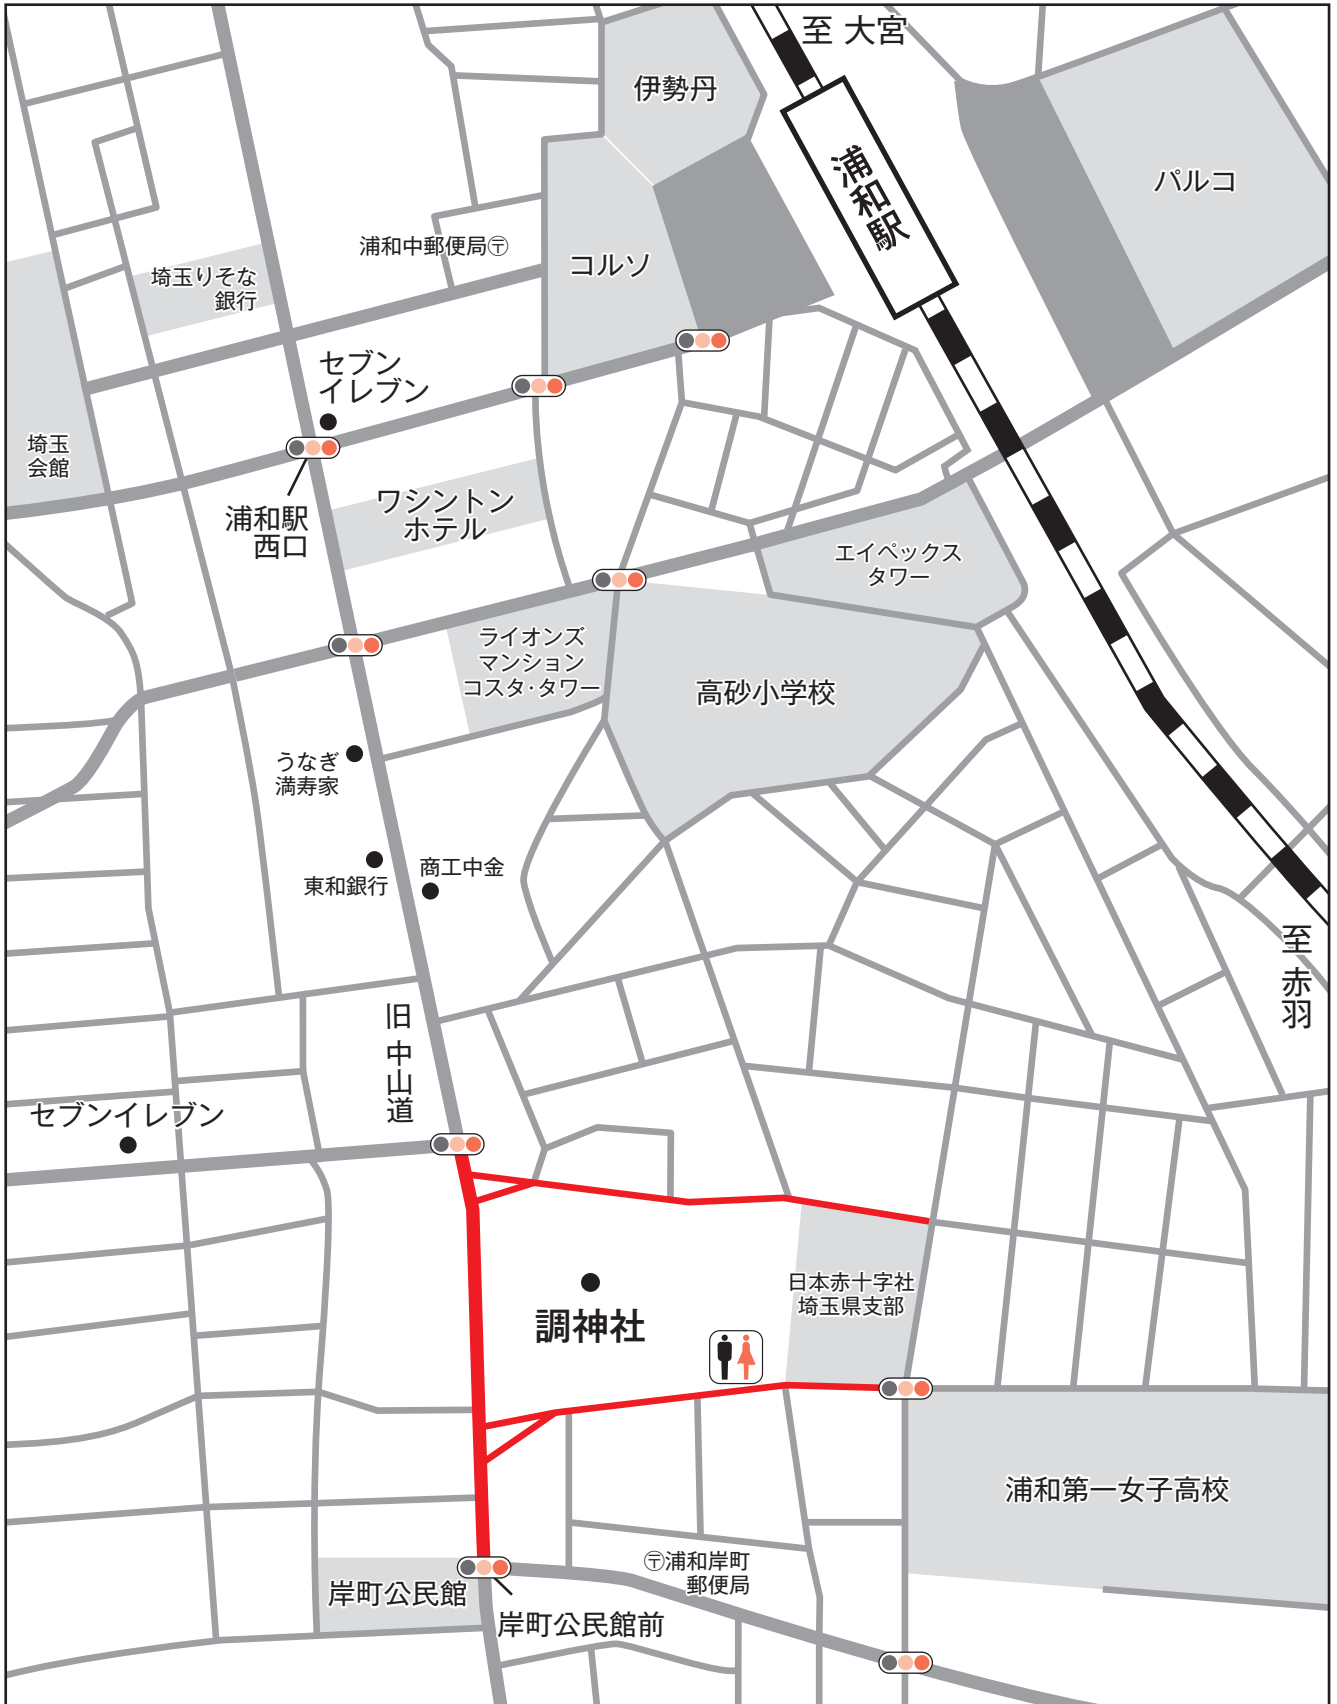 至 大宮
伊勢丹
浦和駅
パルコ
浦和中郵便局〒
コルソ
埼玉りそな
銀行
セブン
イレブン
埼玉
会館
浦和駅
西口
ワシントン
ホテル
エイペックス
タワー
ライオンズ
マンション
コスタ・タワー
高砂小学校
うなぎ
満寿家
東和銀行
商工中金
至 赤羽
旧 中山道
セブンイレブン
日本赤十字社
埼玉県支部
調神社
浦和第一女子高校
〒浦和岸町
郵便局
岸町公民館
岸町公民館前